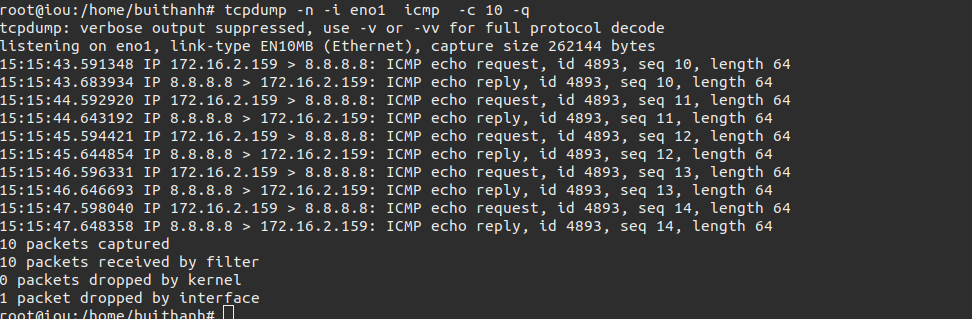 root@iou:/home/buithanh# tcpdump -n -i eno1  icmp  -c 10 -q
tcpdump: verbose output suppressed, use -v or -vv for full protocol decode
listening on eno1, link-type EN10MB (Ethernet), capture size 262144 bytes
15:15:43.591348 IP 172.16.2.159 > 8.8.8.8: ICMP echo request, id 4893, seq 10, length 64
15:15:43.683934 IP 8.8.8.8 > 172.16.2.159: ICMP echo reply, id 4893, seq 10, length 64
15:15:44.592920 IP 172.16.2.159 > 8.8.8.8: ICMP echo request, id 4893, seq 11, length 64
15:15:44.643192 IP 8.8.8.8 > 172.16.2.159: ICMP echo reply, id 4893, seq 11, length 64
15:15:45.594421 IP 172.16.2.159 > 8.8.8.8: ICMP echo request, id 4893, seq 12, length 64
15:15:45.644854 IP 8.8.8.8 > 172.16.2.159: ICMP echo reply, id 4893, seq 12, length 64
15:15:46.596331 IP 172.16.2.159 > 8.8.8.8: ICMP echo request, id 4893, seq 13, length 64
15:15:46.646693 IP 8.8.8.8 > 172.16.2.159: ICMP echo reply, id 4893, seq 13, length 64
15:15:47.598040 IP 172.16.2.159 > 8.8.8.8: ICMP echo request, id 4893, seq 14, length 64
15:15:47.648358 IP 8.8.8.8 > 172.16.2.159: ICMP echo reply, id 4893, seq 14, length 64
10 packets captured
10 packets received by filter
0 packets dropped by kernel
1 packet dropped by interface
root@iou:/home/buithanh#